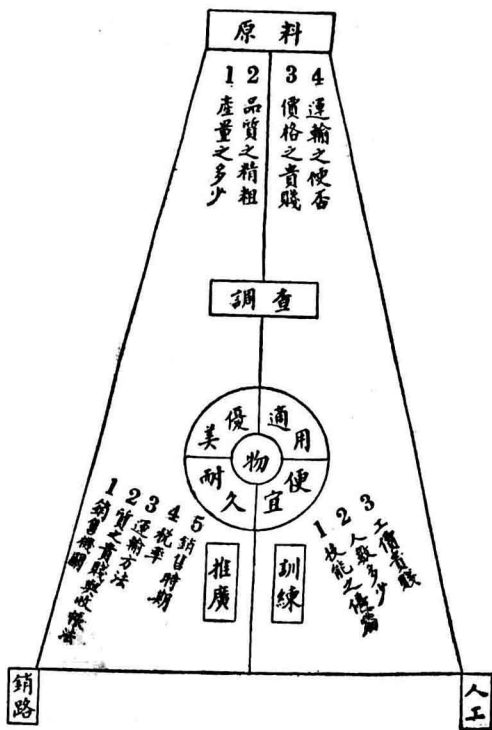 原料
1 產量之多少
2 品質之精粗
3 價格之貴賤
4 運輸之便否
調查
優美
適用
物
耐久
便宜
1 銷售機關
2 質之貴賤與收帳法
3 運輸方法
4 稅率
5 銷售時期
推廣
訓練
1 技能之優
2 人數多少
3 工價貴賤
銷路
人工